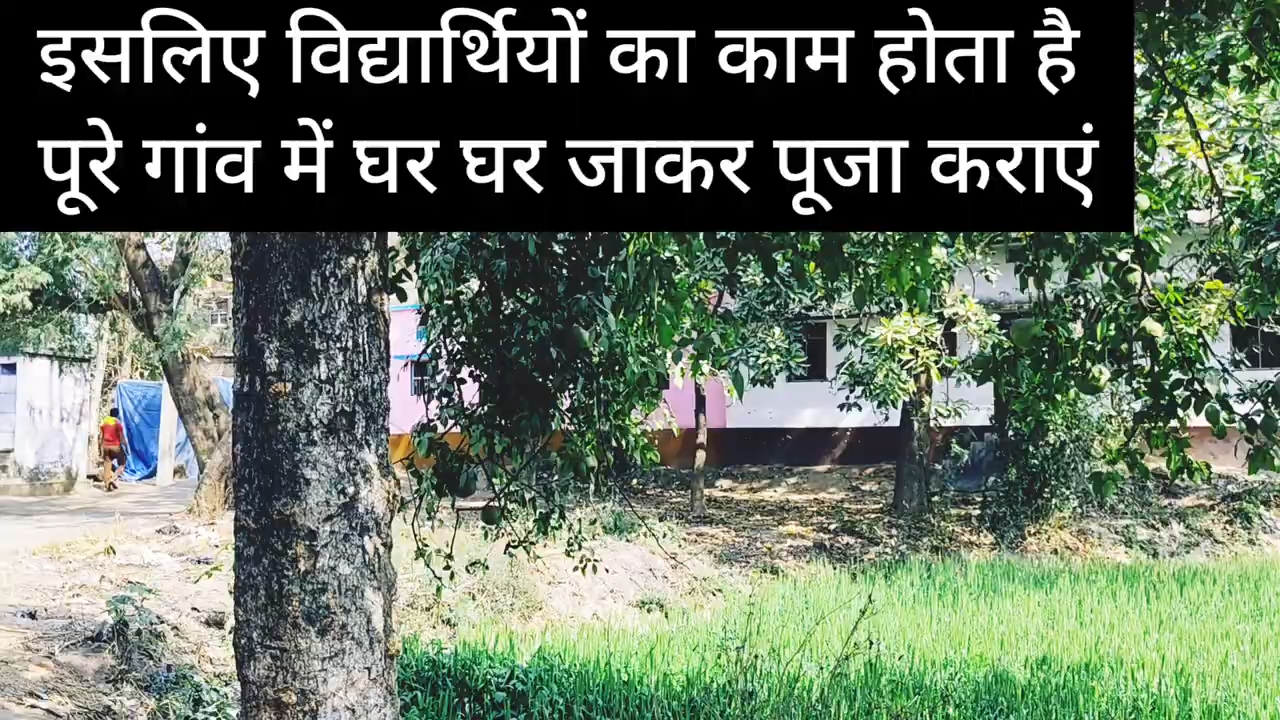 इसलिए विद्यार्थियों का काम होता है
पूरे गांव में घर घर जाकर पूजा कराएं